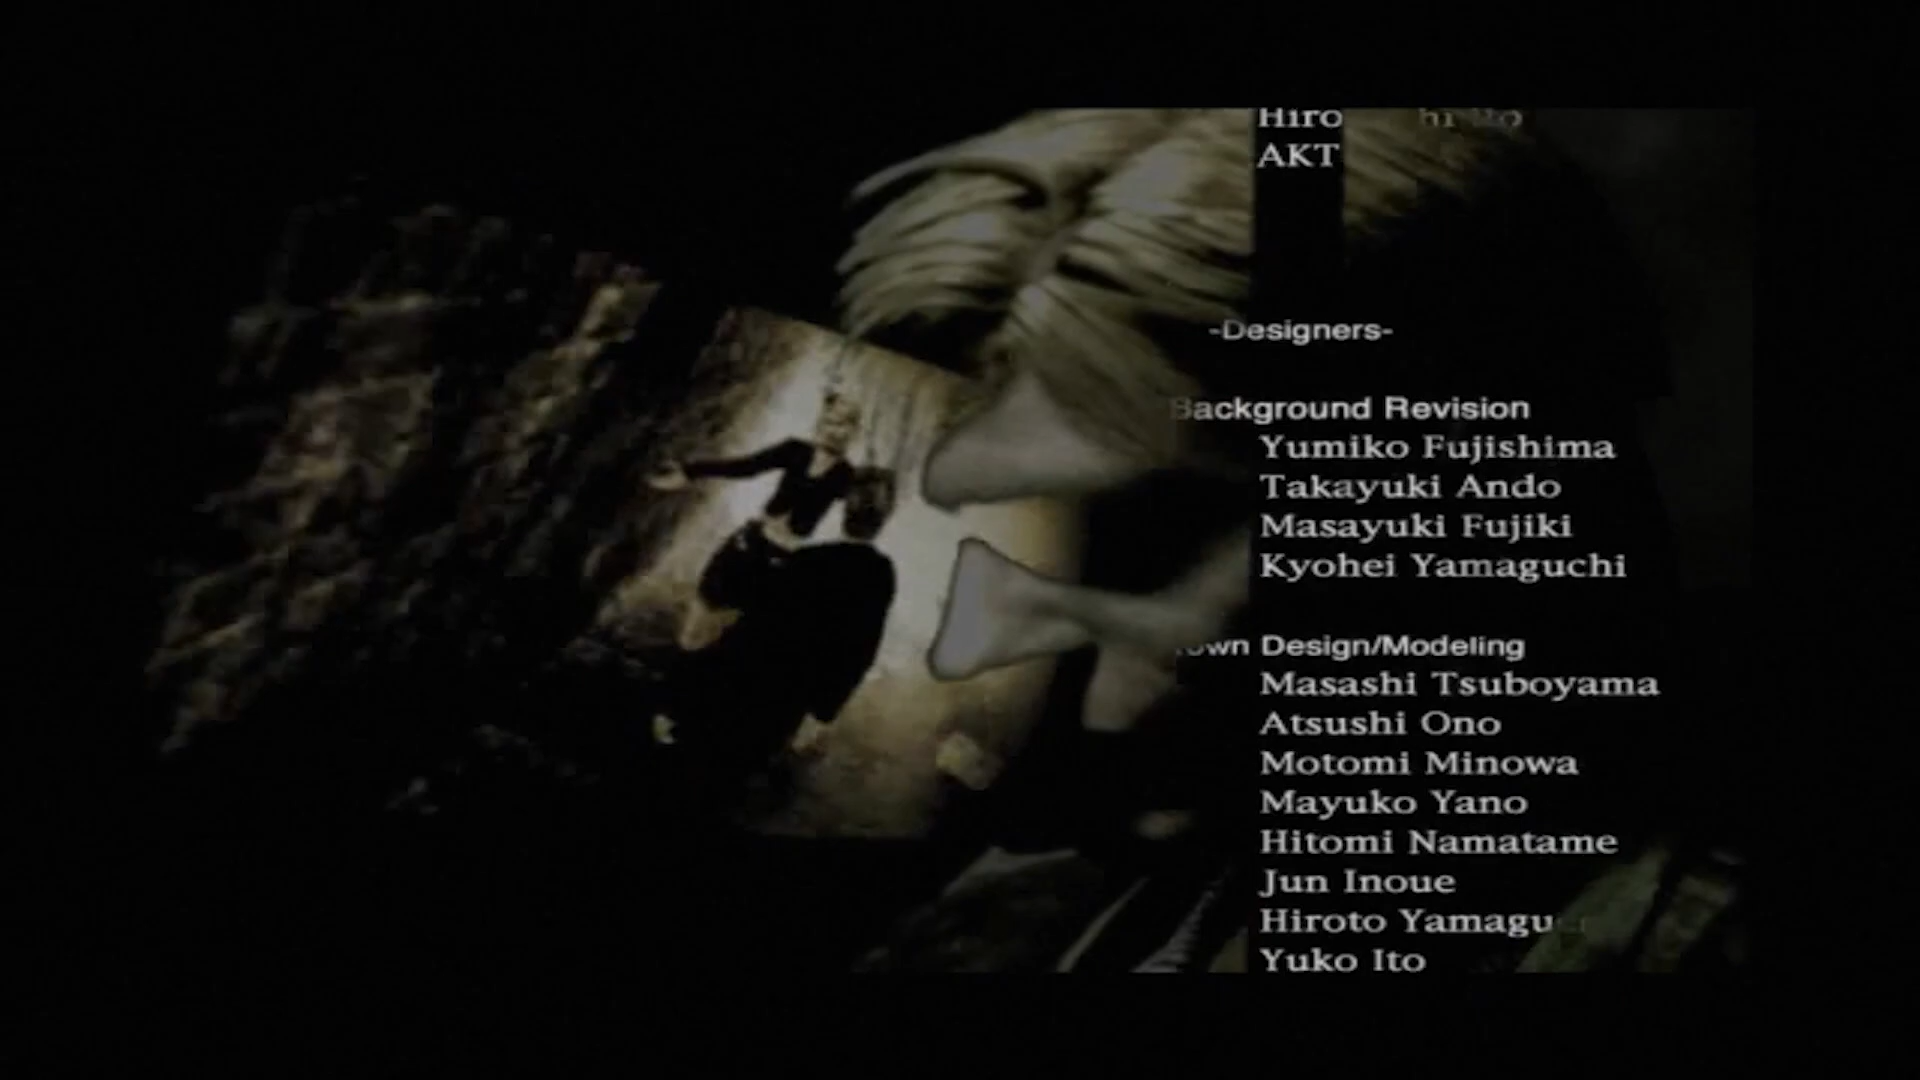 AKT
-Designers-
Background Revision
Yumiko Fujishima
Takayuki Ando
Masayuki Fujiki
Kyohei Yamaguchi
Design/Modeling
Masashi Tsuboyama
Atsushi Ono
Motomi Minowa
Mayuko Yano
Hitomi Namatame
Jun Inoue
Hiroto
Yuko Ito